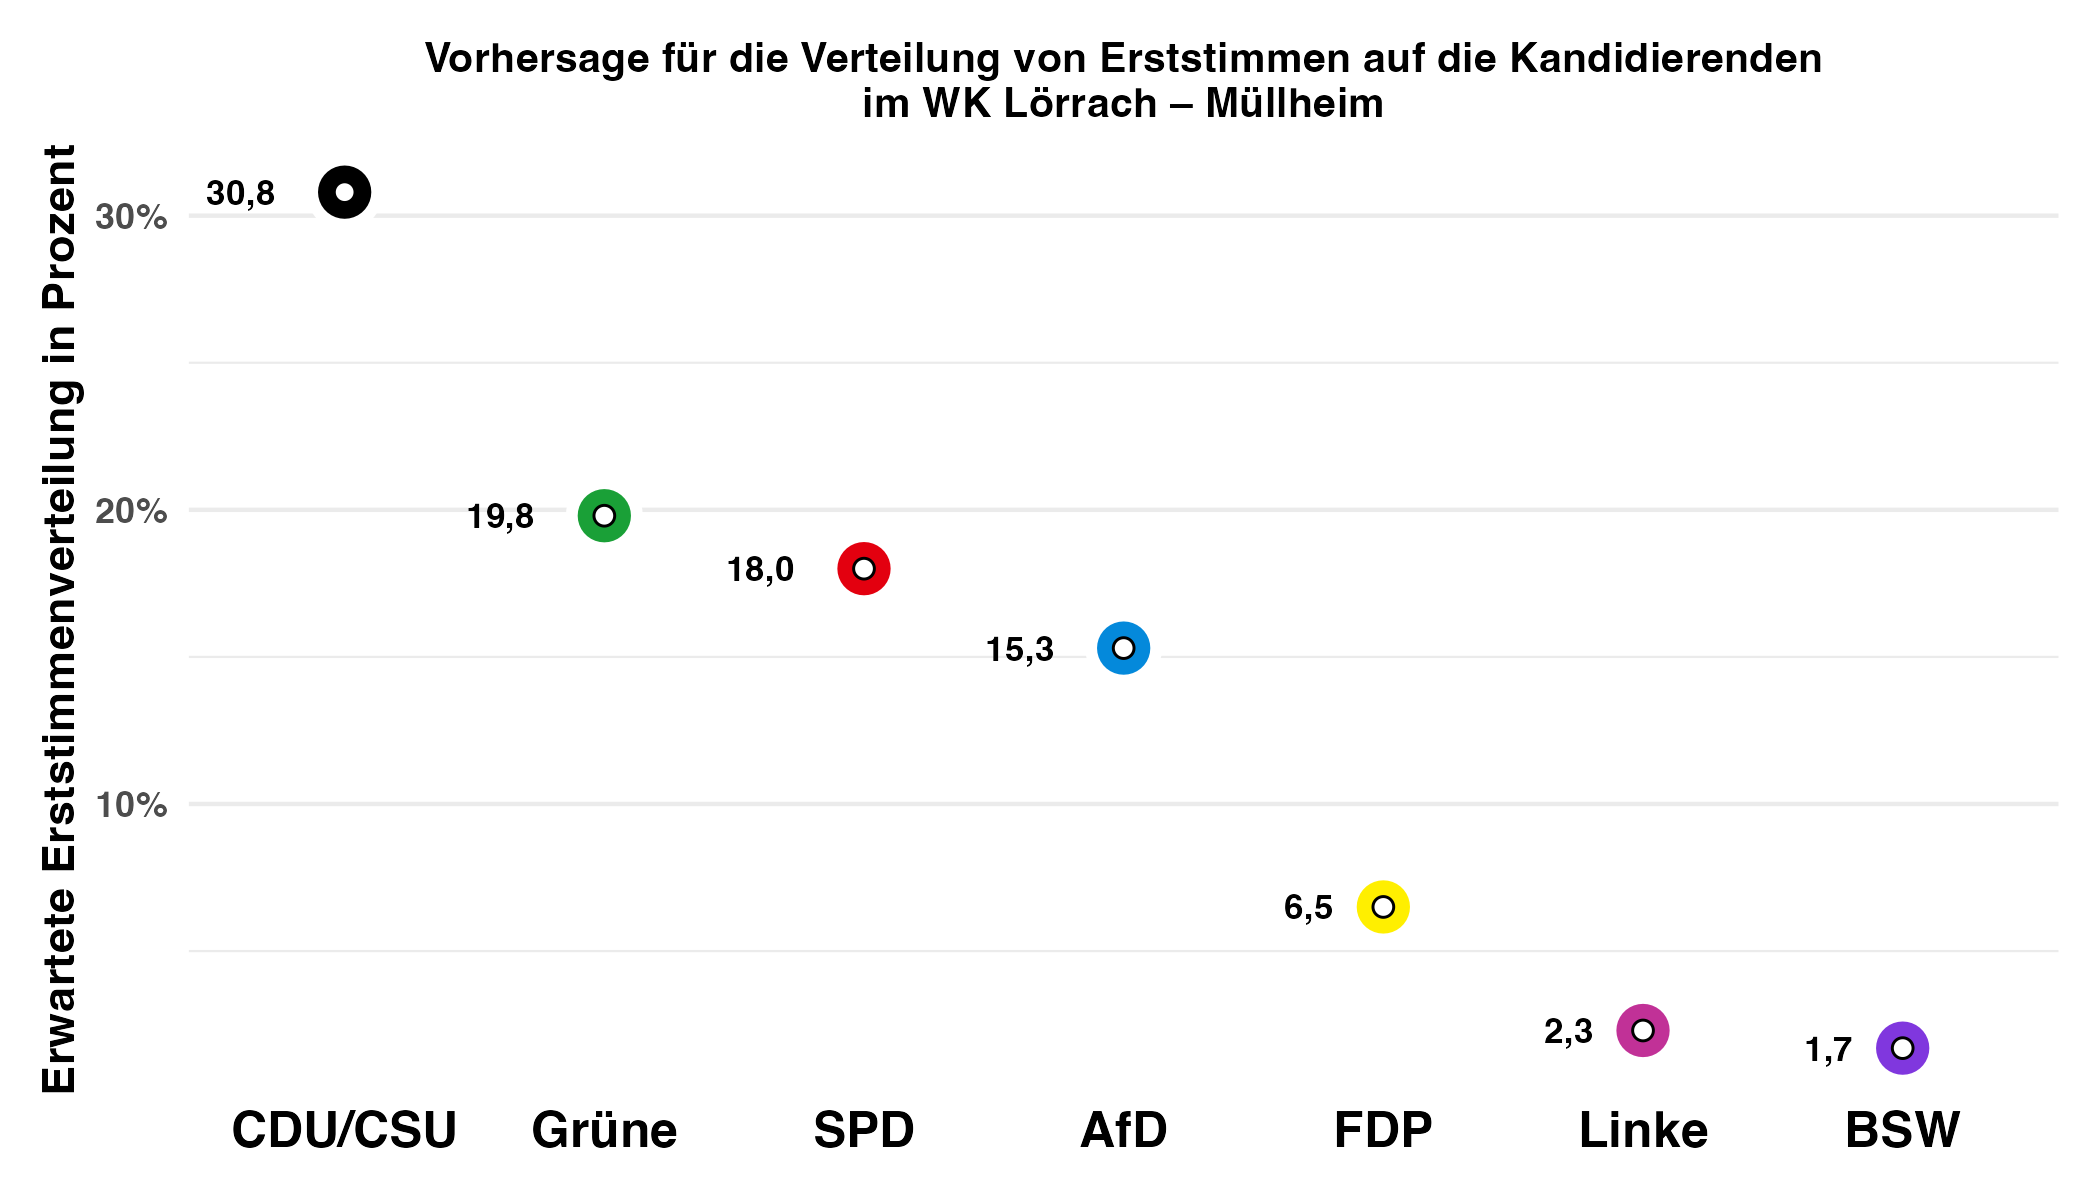 Vorhersage für die Verteilung von Erststimmen auf die Kandidierenden
im WK Lörrach – Müllheim
Erwartete Erststimmenverteilung in Prozent
30%
20%
10%
30,8
19,8
18,0
15,3
6,5
2,3
1,7
CDU/CSU
Grüne
SPD
AfD
FDP
Linke
BSW